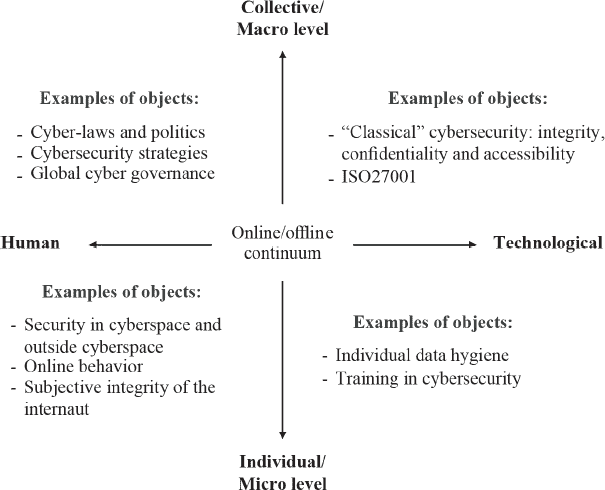 Collective/
Macro level
Examples of objects:
- Cyber-laws and politics
- Cybersecurity strategies
- Global cyber governance
Examples of objects:
- “Classical” cybersecurity: integrity,
confidentiality and accessibility
- ISO27001
Human
Online/offline
continuum
Technological
Examples of objects:
- Security in cyberspace and
outside cyberspace
- Online behavior
- Subjective integrity of the
internaut
Examples of objects:
- Individual data hygiene
- Training in cybersecurity
Individual/
Micro level